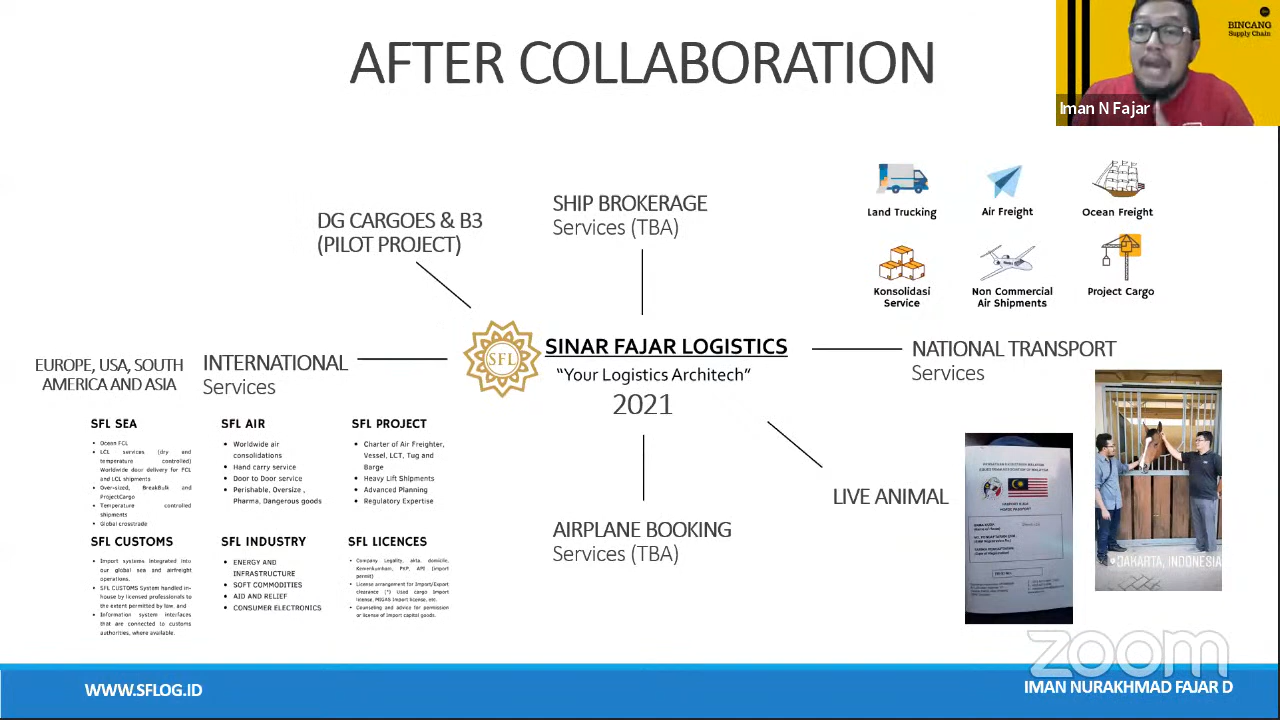 AFTER COLLABORATION
BINCANG
Supply Chain
Iman N Fajar
DG CARGOES & B3
(PILOT PROJECT)
SHIP BROKERAGE
Services (TBA)
Land Trucking
Air Freight
Ocean Freight
Konsolidasi
Service
Non Commercial
Air Shipments
Project Cargo
EUROPE, USA, SOUTH
AMERICA AND ASIA
INTERNATIONAL
Services
SFL
SINAR FAJAR LOGISTICS
“Your Logistics Architech”
2021
NATIONAL TRANSPORT
Services
SFL SEA
• Ocean FCL
• LCL services (dry and
temperature controlled)
Worldwide door delivery for FCL
and LCL shipments
• Over-sized, BreakBulk and
ProjectCargo
• Temperature controlled
shipments
• Global crosstrade
SFL AIR
• Worldwide air
consolidations
• Hand carry service
• Door to Door service
• Perishable, Oversize ,
Pharma, Dangerous goods
SFL PROJECT
• Charter of Air Freighter,
Vessel, LCT, Tug and
Barge
• Heavy Lift Shipments
• Advanced Planning
• Regulatory Expertise
SFL CUSTOMS
• Import systems integrated into
our global sea and airfreight
operations.
• SFL CUSTOMS System handled in-
house by licensed professionals to
the extent permitted by law, and
• Information system interfaces
that are connected to customs
authorities, where available.
SFL INDUSTRY
• ENERGY AND
INFRASTRUCTURE
• SOFT COMMODITIES
• AID AND RELIEF
• CONSUMER ELECTRONICS
SFL LICENCES
• Company Legality, akta, domicile,
Kemenkumham, PKP, API (import
permit)
• License arrangement for Import/Export
clearance (*) Used cargo Import
license, MIGAS Import license, etc.
• Counseling and advice for permission
or license of import capital goods.
AIRPLANE BOOKING
Services (TBA)
LIVE ANIMAL
JAKARTA, INDONESIA
zoom
WWW.SFLOG.ID
IMAN NURAKHMAD FAJAR D